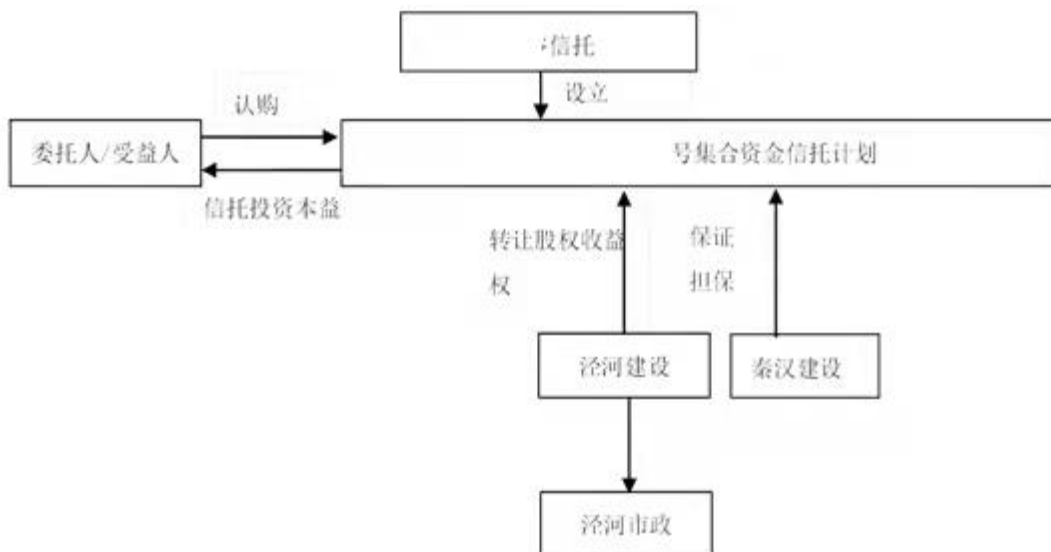 信托
设立
认购
委托人/受益人
号集合资金信托计划
信托投资本益
转让股权收益
权
保证
担保
泾河建设
秦汉建设
泾河市政